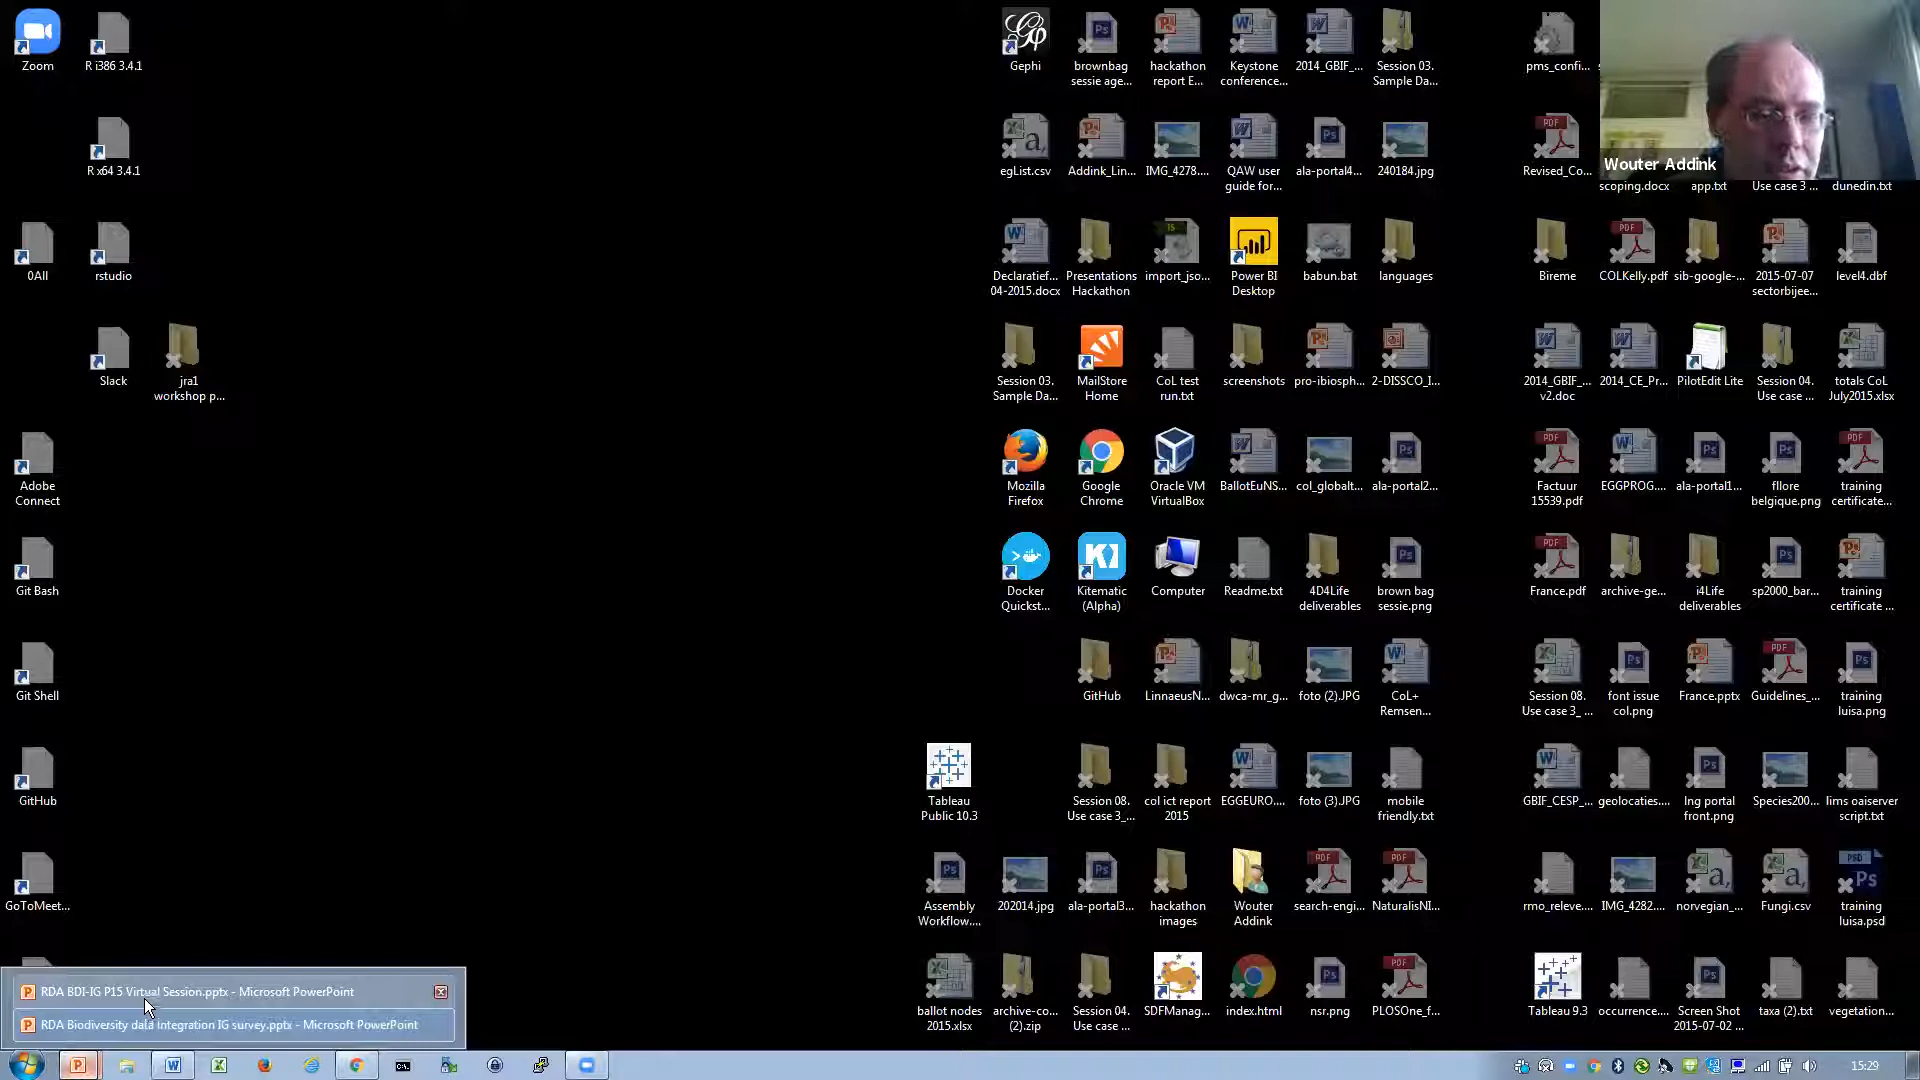 Zoom
R i386 3.4.1
Gephi
brownbag
sessie age...
hackathon
report E...
Keystone
conference...
2014_GBIF_...
Session 03.
Sample Da...
pms_confi...
Wouter Addink
R x64 3.4.1
egList.csv
Addink_Lin...
IMG_4278....
QAW user
guide for...
ala-portal4...
240184.jpg
Revised_Co...
scoping.docx
app.txt
Use case 3 ...
dunedin.txt
0All
rstudio
Declaratief...
04-2015.docx
Presentations
Hackathon
import_jso...
Power BI
Desktop
babun.bat
languages
Bireme
COLKelly.pdf
sib-google-...
2015-07-07
sectorbijee...
level4.dbf
Slack
jra1
workshop p...
Session 03.
Sample Da...
MailStore
Home
CoL test
run.txt
screenshots
pro-ibiosph...
2-DISSCO_I...
2014_GBIF_...
v2.doc
2014_CE_Pr...
PilotEdit Lite
Session 04.
Use case ...
totals CoL
July2015.xlsx
Adobe
Connect
Mozilla
Firefox
Google
Chrome
Oracle VM
VirtualBox
BallotEuNS...
col_globalt...
ala-portal2...
Factuur
15539.pdf
EGGPROG....
ala-portal1...
fllore
belgique.png
training
certificate...
Git Bash
Docker
Quickst...
Kitematic
(Alpha)
Computer
Readme.txt
4D4Life
deliverables
brown bag
sessie.png
France.pdf
archive-ge...
i4Life
deliverables
sp2000_bar...
training
certificate ...
Git Shell
GitHub
LinnaeusN...
dwca-mr_g...
foto (2).JPG
CoL+
Remsen...
Session 08.
Use case 3_ ...
font issue
col.png
France.pptx
Guidelines_...
training
luisa.png
GitHub
Tableau
Public 10.3
Session 08.
Use case 3_...
col ict report
2015
EGGEURO....
foto (3).JPG
mobile
friendly.txt
GBIF_CESP_...
geolocaties....
lng portal
front.png
Species200...
lims oaiserver
script.txt
GoToMeet...
Assembly
Workflow....
202014.jpg
ala-portal3...
hackathon
images
Wouter
Addink
search-engi...
NaturalisNI...
rmo_releve....
IMG_4282....
norvegian_...
Fungi.csv
training
luisa.psd
RDA BDI-IG P15 Virtual Session.pptx - Microsoft PowerPoint
RDA Biodiversity data integration IG survey.pptx - Microsoft PowerPoint
ballot nodes
2015.xlsx
archive-co...
(2).zip
Session 04.
Use case ...
SDFManag...
index.html
nsr.png
PLOSOne_f...
Tableau 9.3
occurrence....
Screen Shot
2015-07-02 ...
taxa (2).txt
vegetation...
15:29